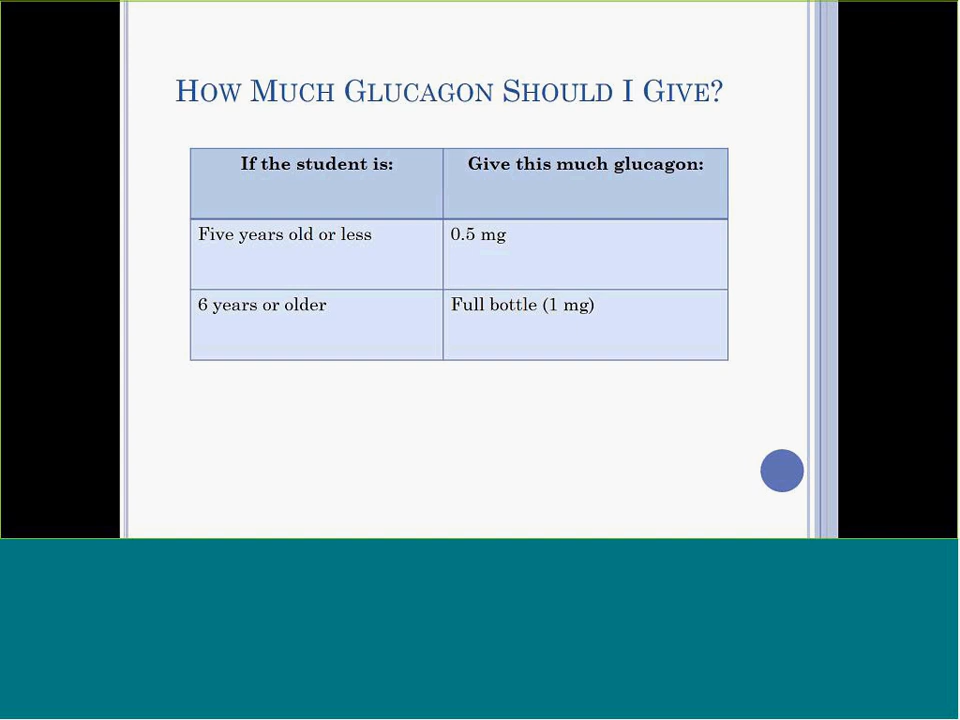 HOW MUCH GLUCAGON SHOULD I GIVE?
If the student is: Give this much glucagon:
Five years old or less 0.5 mg
6 years or older Full bottle (1 mg)